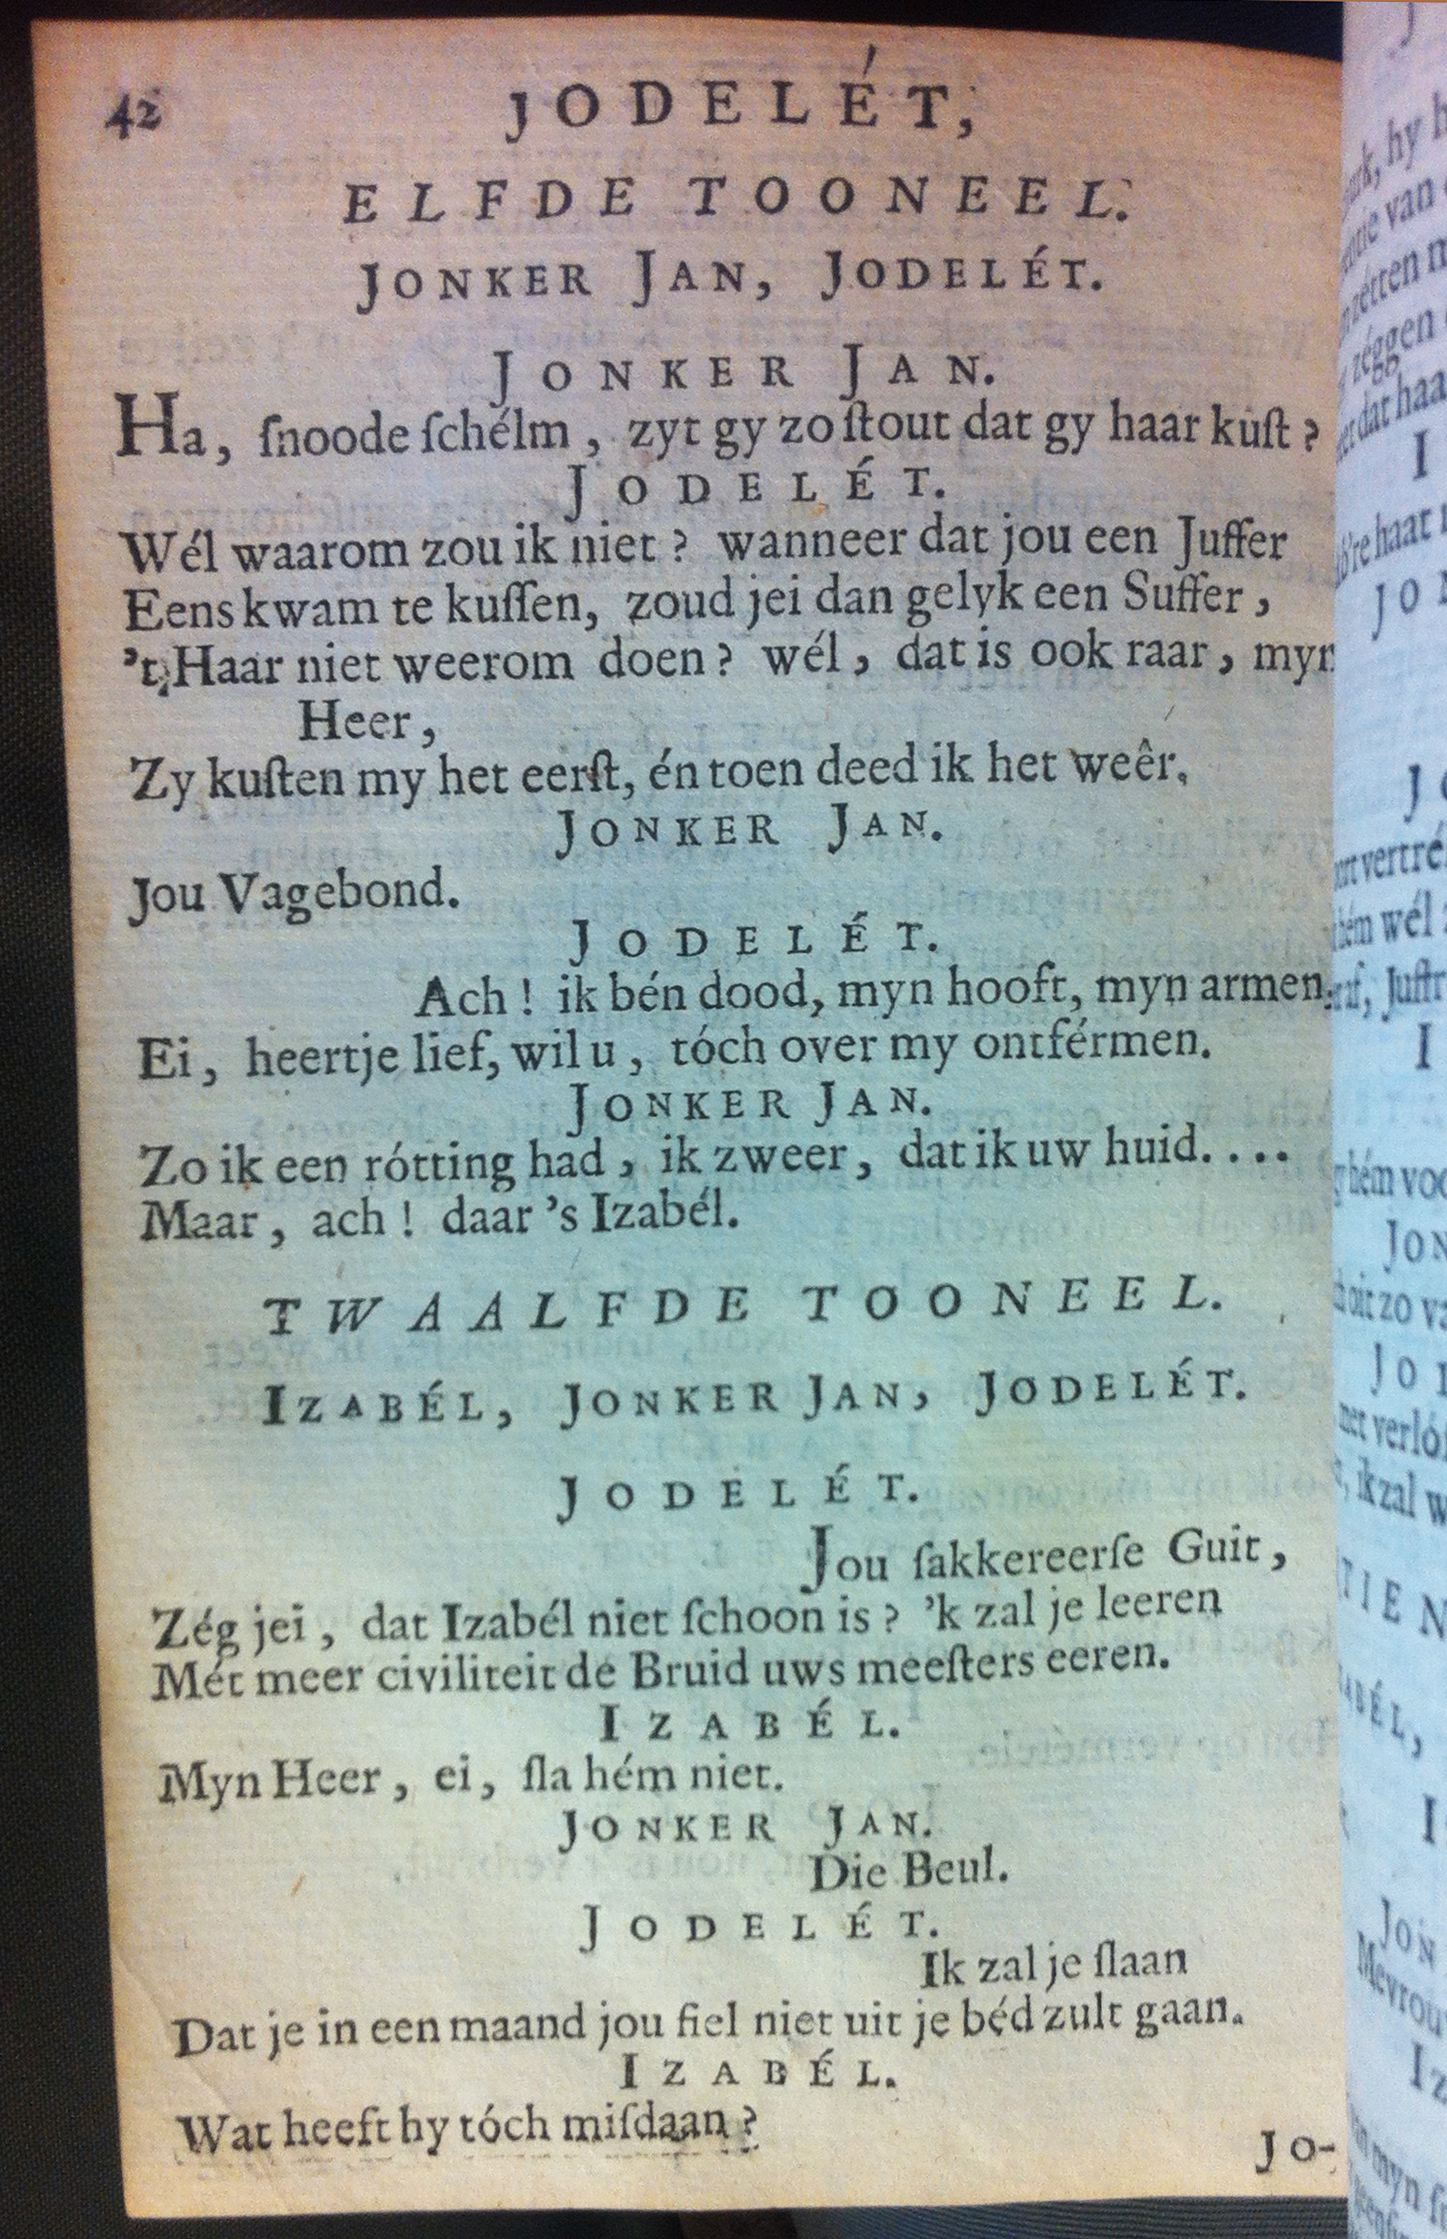 42
JODELÉT,
ELFDE TOONEEL.
JONKER JAN, JODELÉT.
JONKER JAN.
Ha, ſnoode ſchélm, zyt gy zo ſtout dat gy haar kuſt?
JODELÉT.
Wél waarom zou ik niet? wanneer dat jou een Juffer
Eens kwam te kuſſen, zoud jei dan gelyk een Suffer,
't Haar niet weerom doen? wél, dat is ook raar, myn
Heer,
Zy kuſten my het eerſt, én toen deed ik het weêr.
JONKER JAN.
Jou Vagebond.
JODELÉT.
Ach! ik bén dood, myn hooft, myn armen.
Ei, heertje lief, wil u, tóch over my ontférmen.
JONKER JAN.
Zo ik een rótting had, ik zweer, dat ik uw huid....
Maar, ach! daar 's Izabél.
TWAALFDE TOONEEL.
IZABÉL, JONKER JAN, JODELÉT.
JODELÉT.
Jou ſakkereerſe Guit,
Zég jei, dat Izabél niet ſchoon is? 'k zal je leeren
Mét meer civiliteit de Bruid uws meeſters eeren.
IZABÉL.
Myn Heer, ei, ſla hém niet.
JONKER JAN.
Die Beul.
JODELÉT.
Ik zal je ſlaan
Dat je in een maand jou fiel niet uit je béd zult gaan.
IZABÉL.
Wat heeft hy tóch miſdaan?
JO-